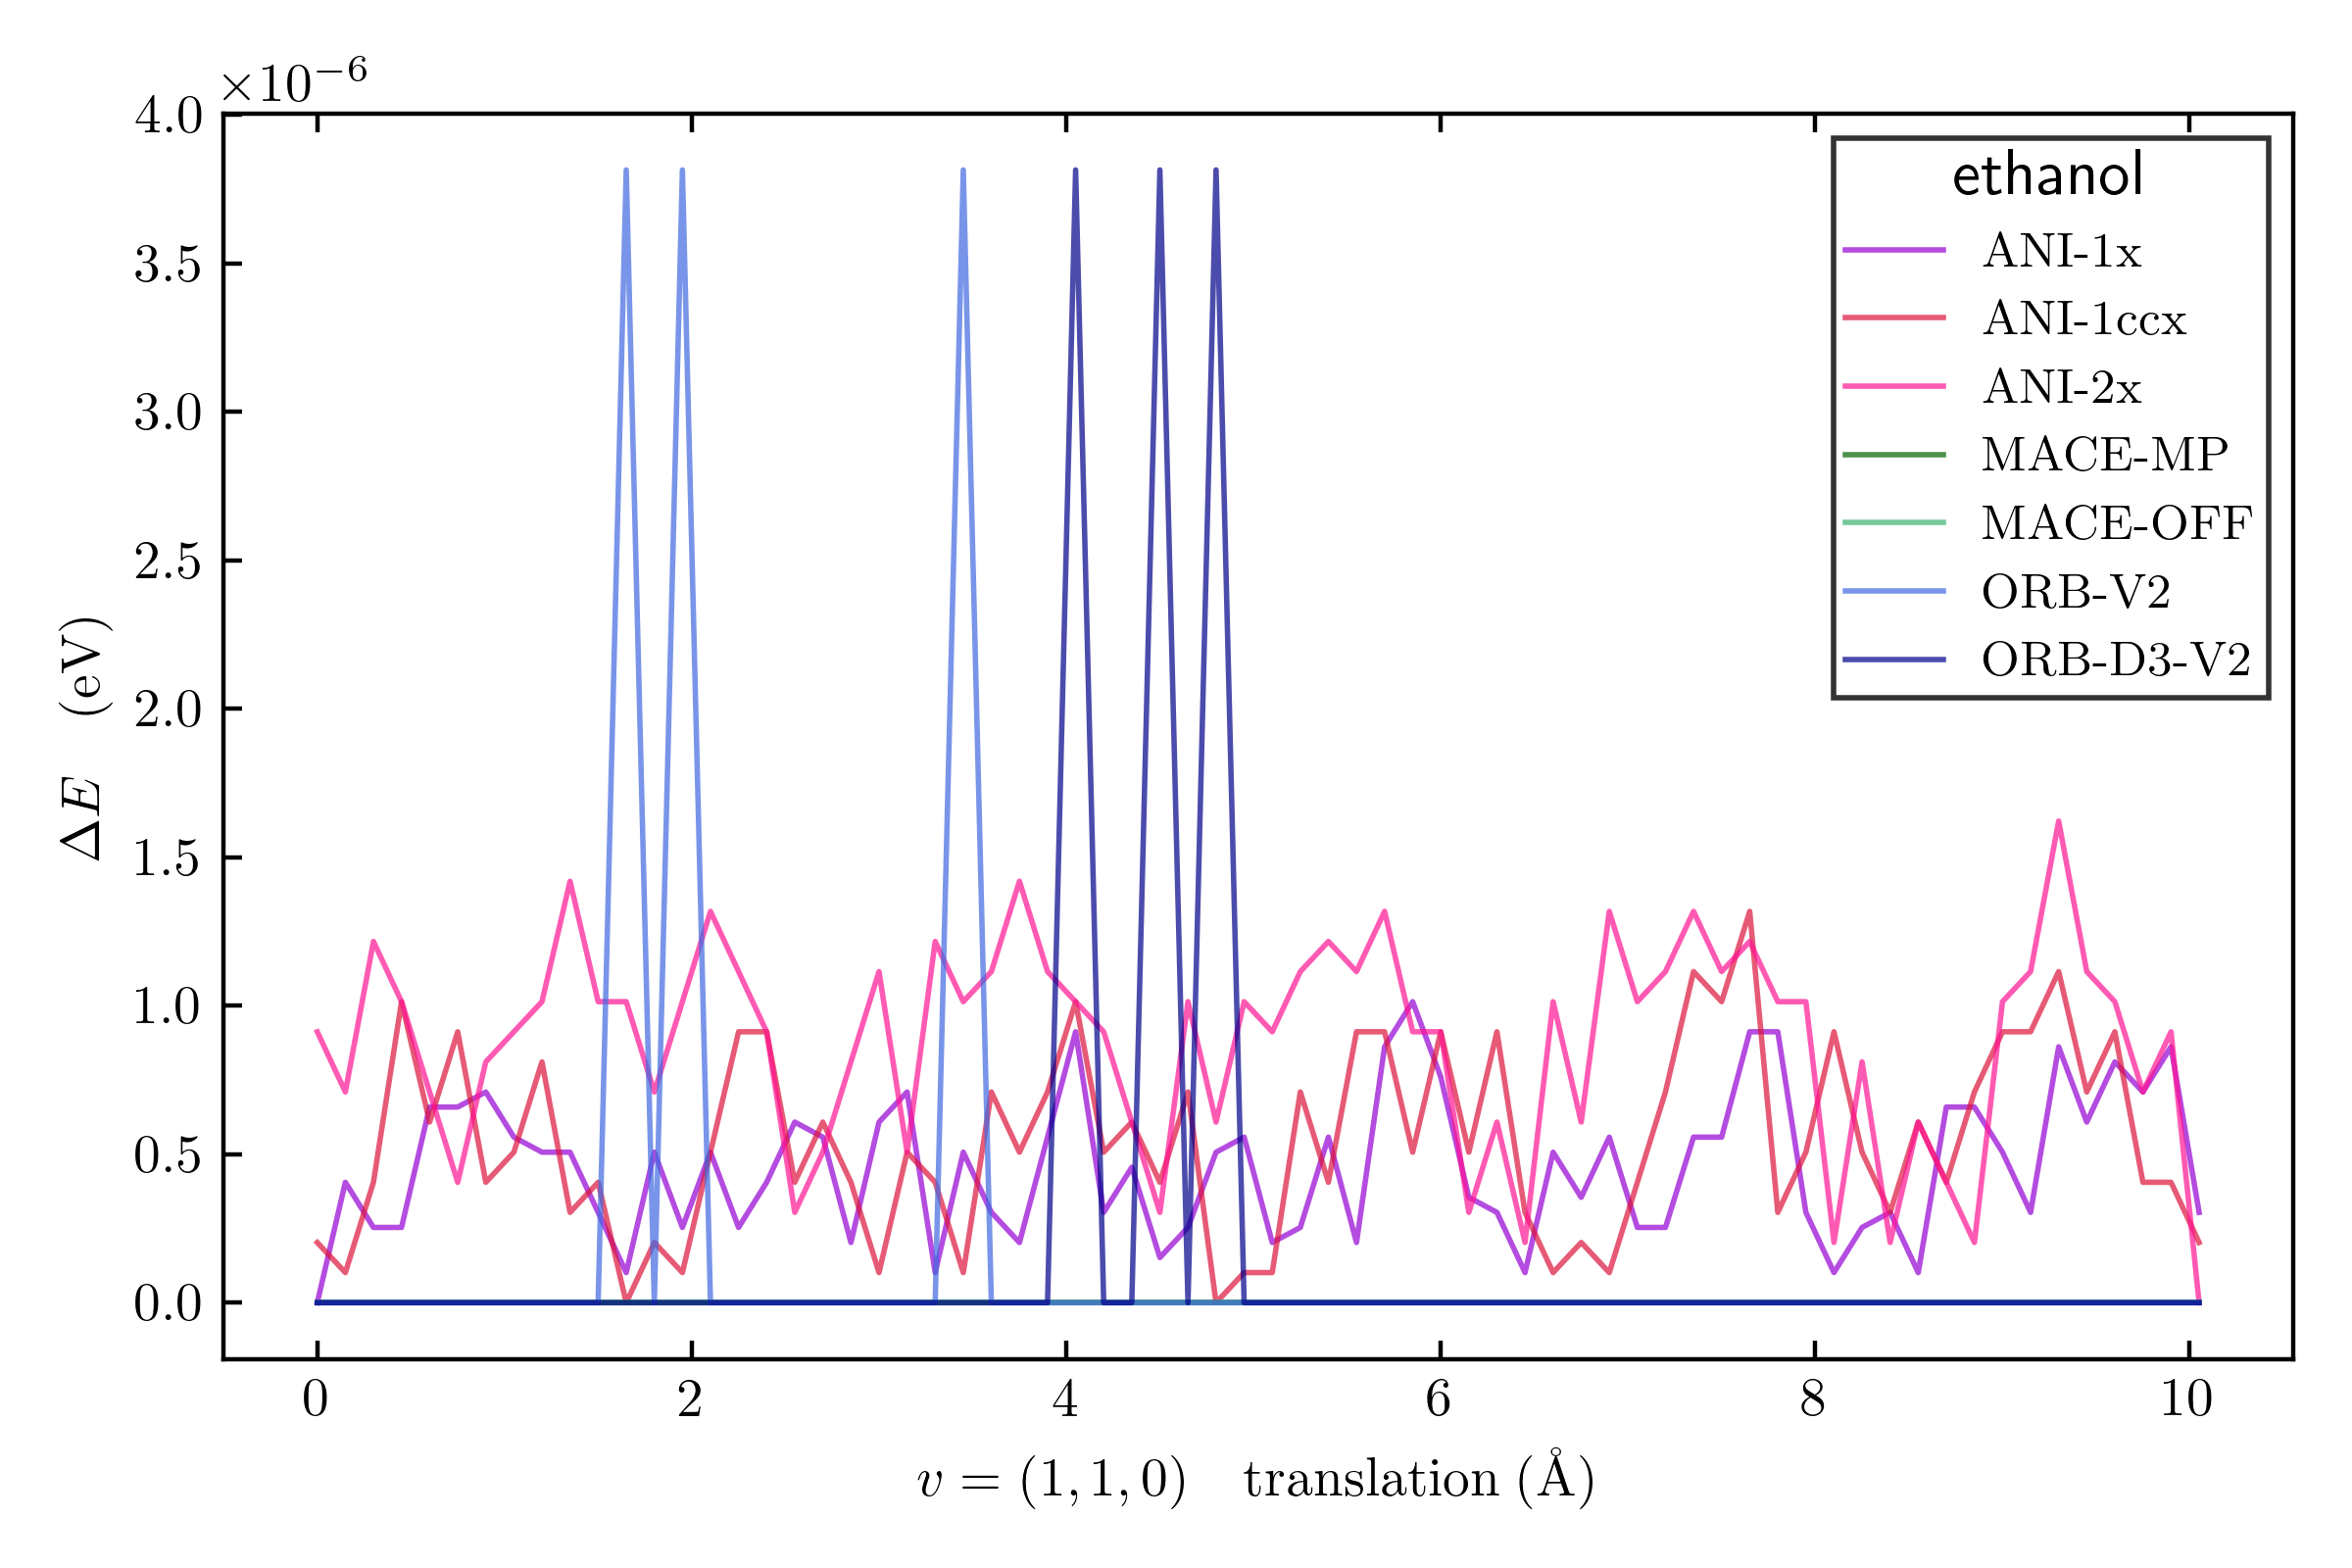 ×10⁻⁶
4.0
3.5
3.0
2.5
2.0
1.5
1.0
0.5
0.0
ΔE (eV)
ethanol
ANI-1x
ANI-1ccx
ANI-2x
MACE-MP
MACE-OFF
ORB-V2
ORB-D3-V2
0 2 4 6 8 10
v = (1, 1, 0) translation (Å)